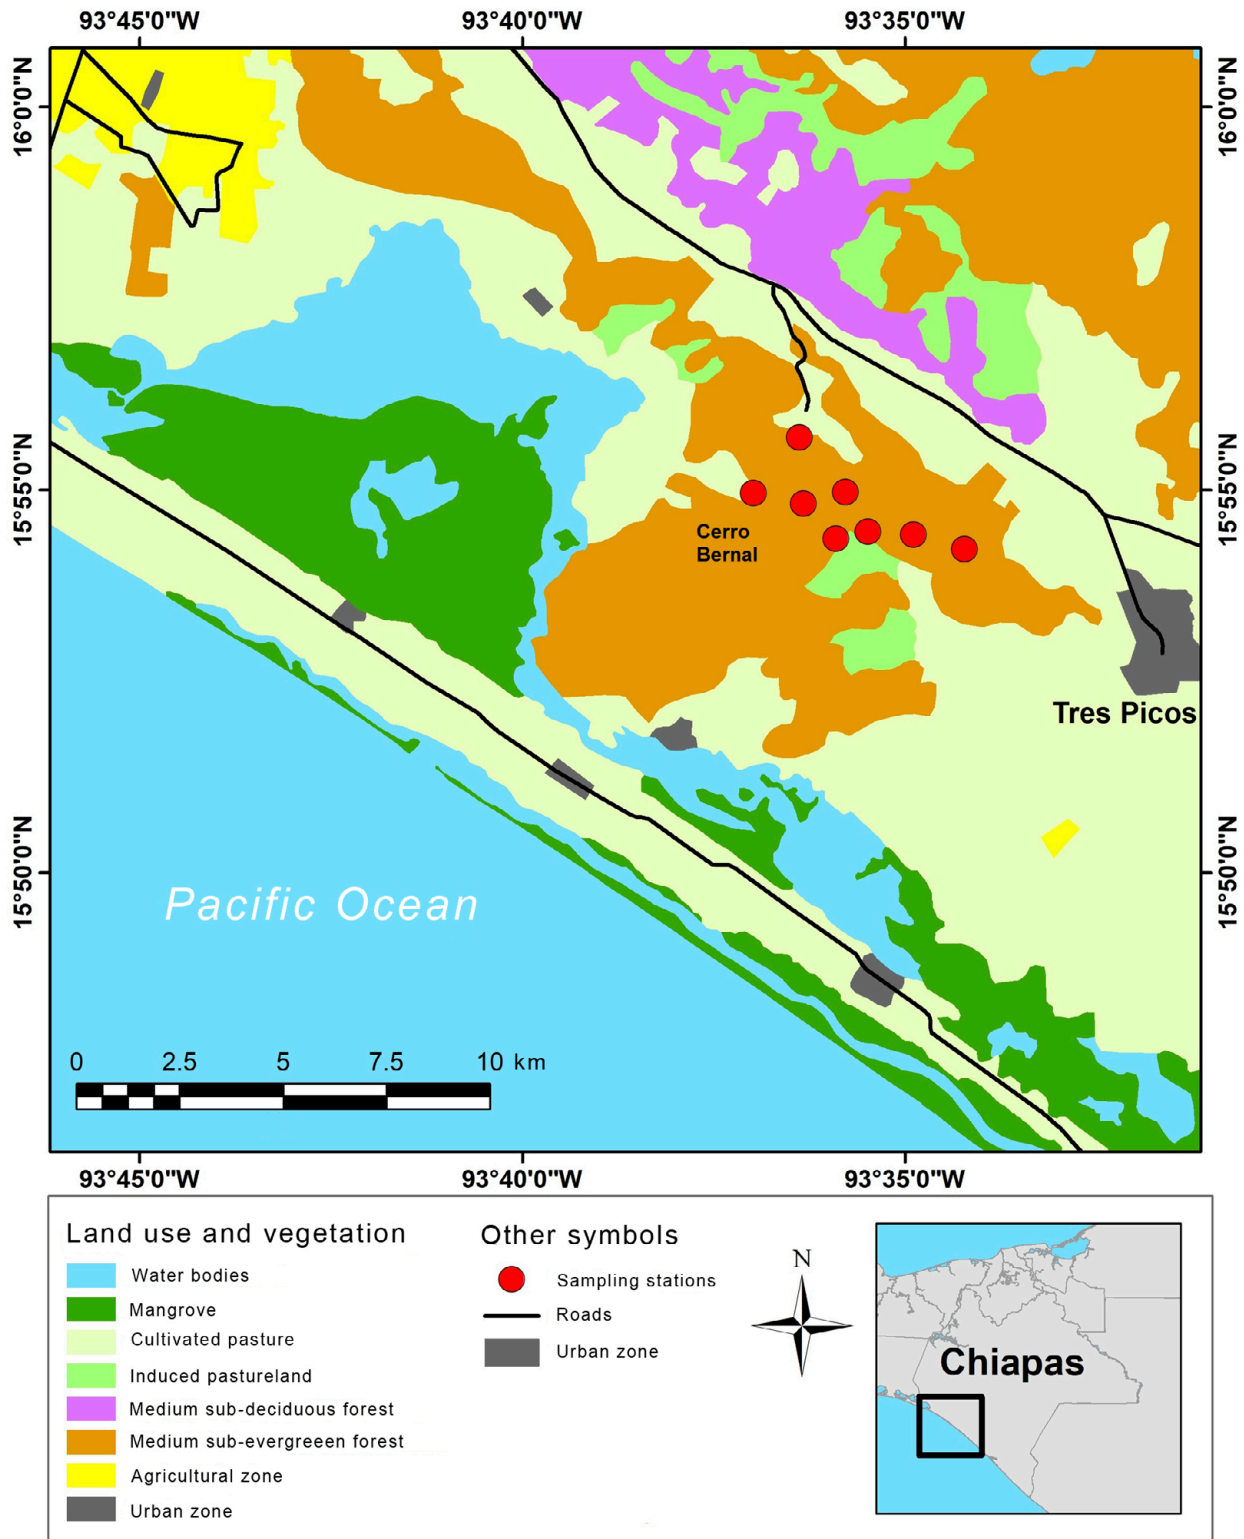 93°45'0"W 93°40'0"W 93°35'0"W
16°0'0"N 16°0'0"N
15°55'0"N 15°55'0"N
Cerro
Bernal
Tres Picos
15°50'0"N 15°50'0"N
Pacific Ocean
0 2.5 5 7.5 10 km
93°45'0"W 93°40'0"W 93°35'0"W
Land use and vegetation
Water bodies
Mangrove
Cultivated pasture
Induced pastureland
Medium sub-deciduous forest
Medium sub-evergreeen forest
Agricultural zone
Urban zone
Other symbols
Sampling stations
Roads
Urban zone
N
Chiapas